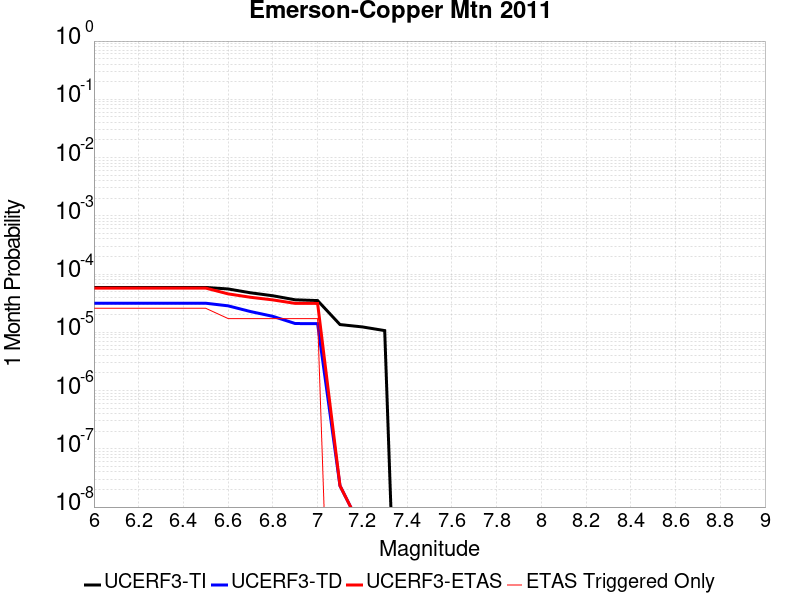 Emerson-Copper Mtn 2011
1 Month Probability
10^0
10^-1
10^-2
10^-3
10^-4
10^-5
10^-6
10^-7
10^-8
6 6.2 6.4 6.6 6.8 7 7.2 7.4 7.6 7.8 8 8.2 8.4 8.6 8.8 9
Magnitude
UCERF3-TI UCERF3-TD UCERF3-ETAS ETAS Triggered Only